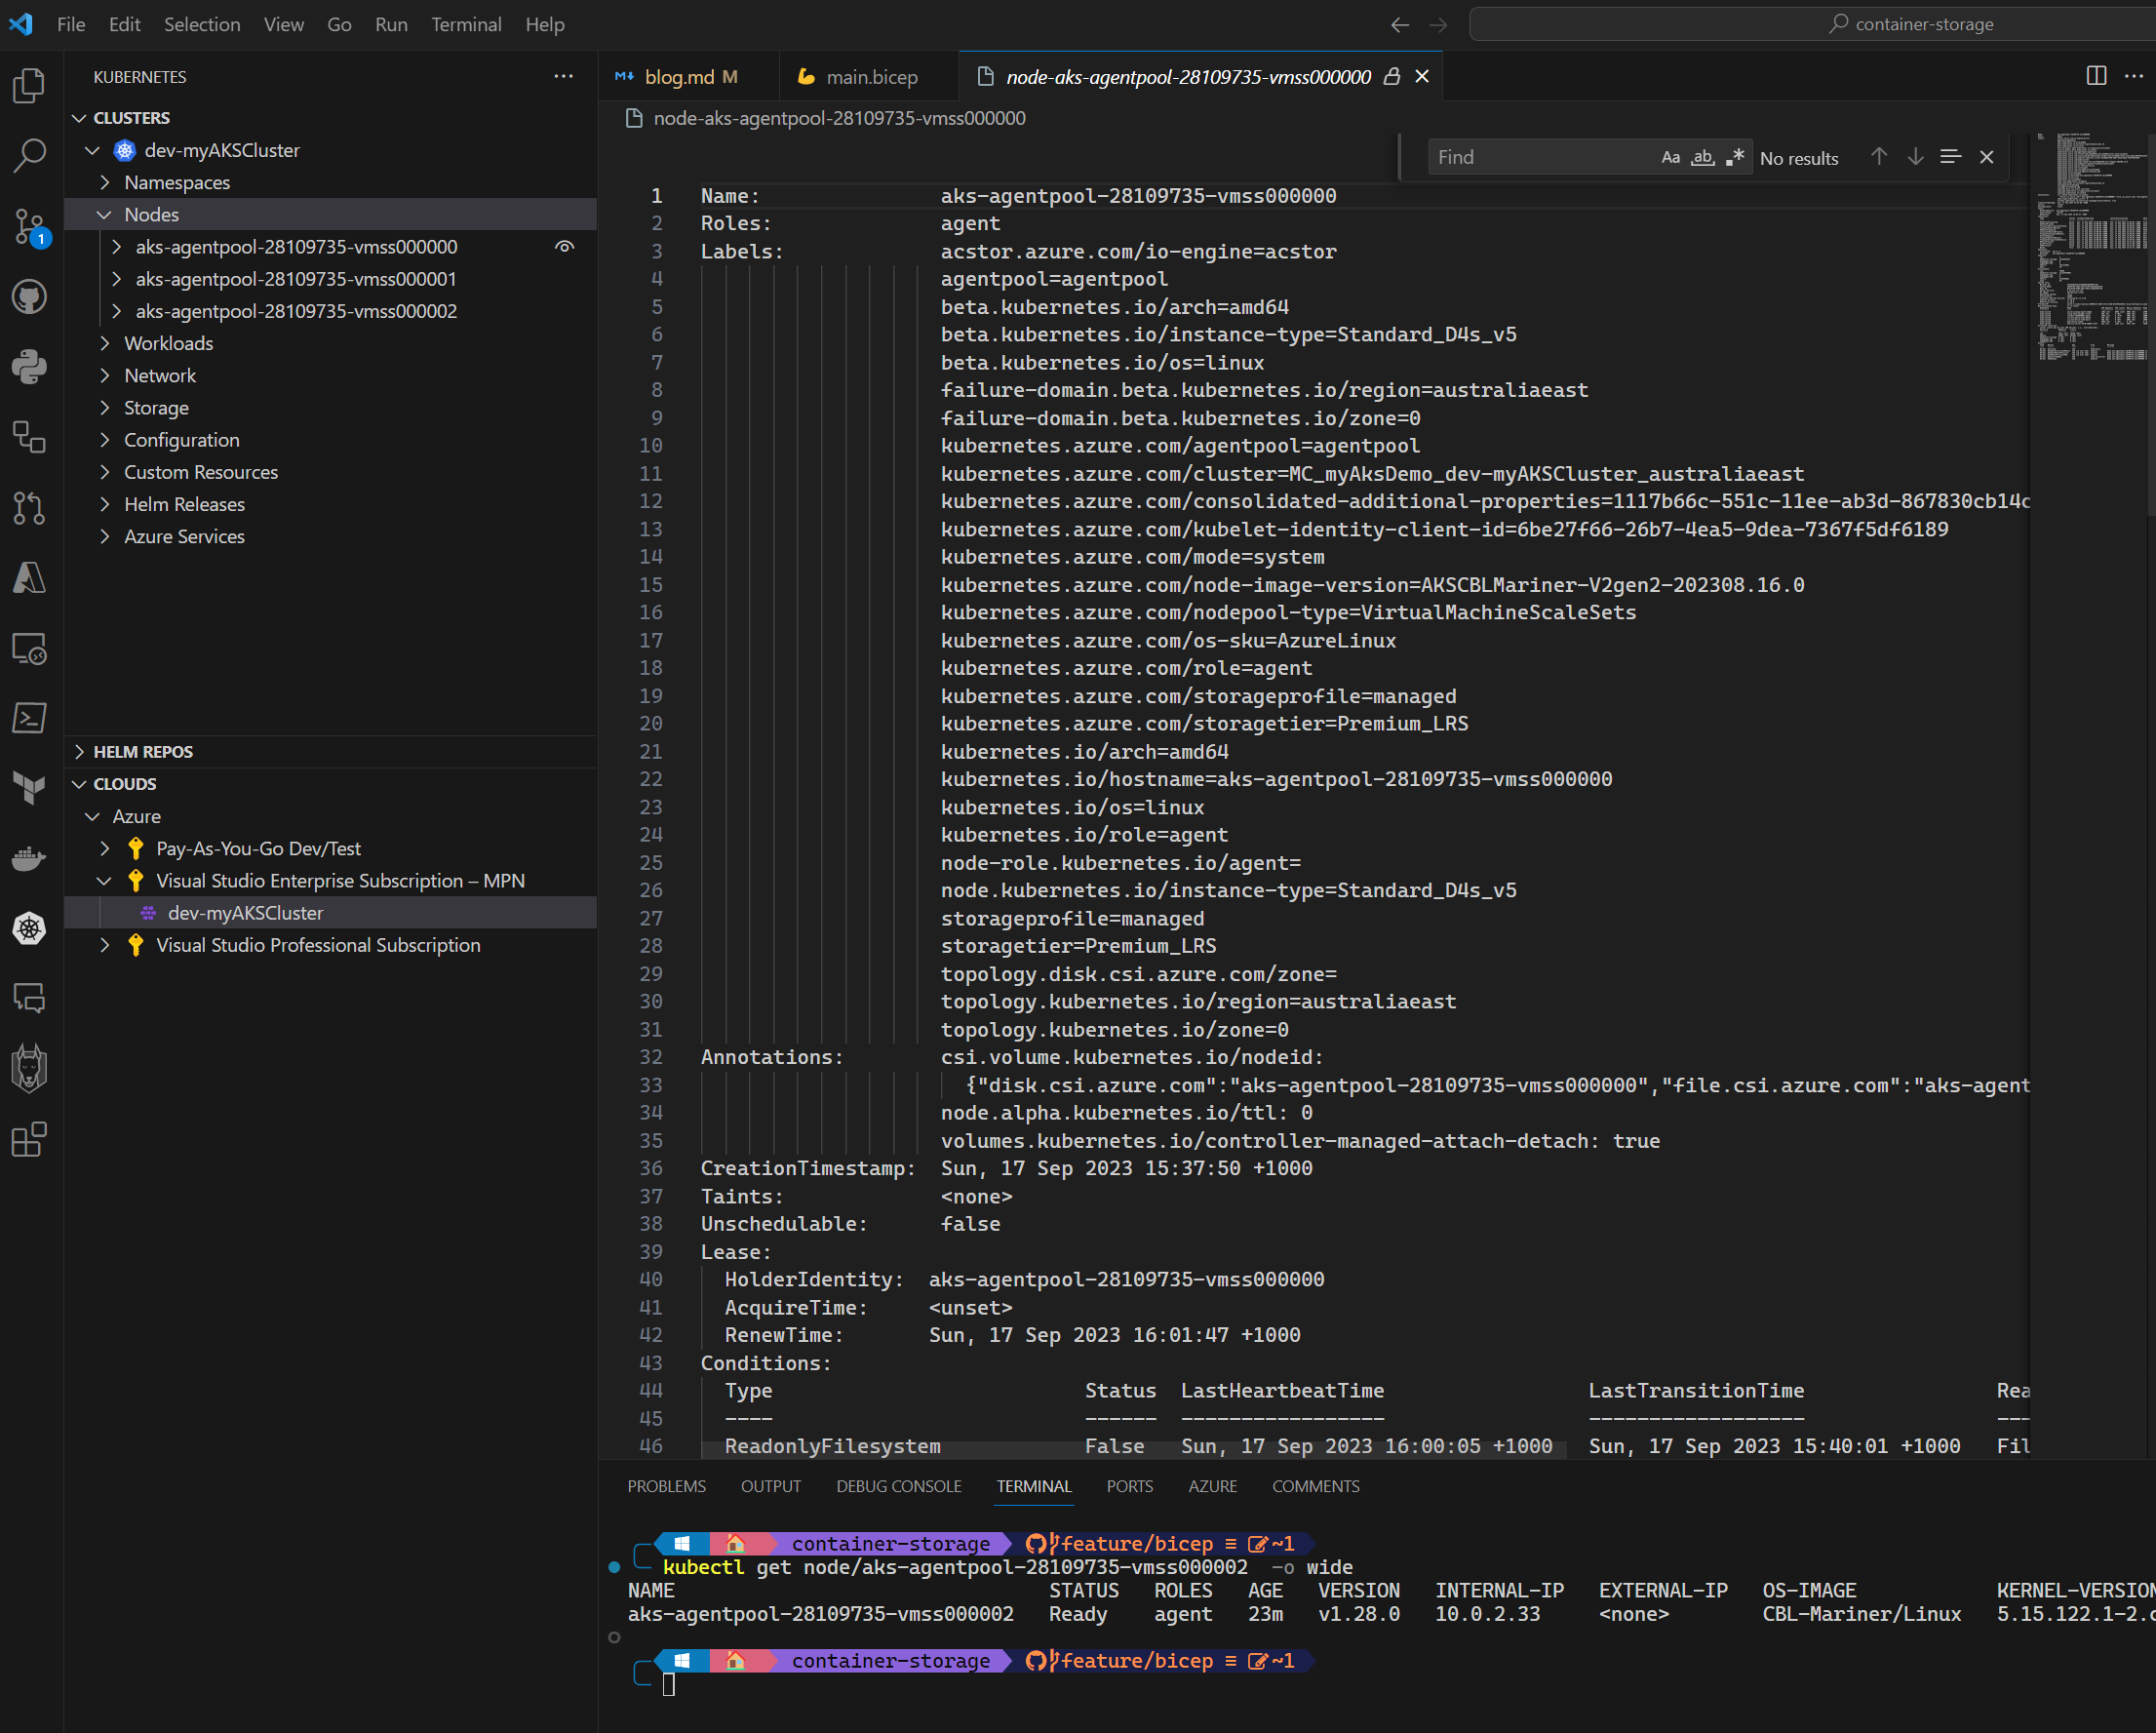 File Edit Selection View Go Run Terminal Help
container-storage
KUBERNETES
CLUSTERS
dev-myAKSCluster
Namespaces
Nodes
aks-agentpool-28109735-vmss000000
aks-agentpool-28109735-vmss000001
aks-agentpool-28109735-vmss000002
Workloads
Network
Storage
Configuration
Custom Resources
Helm Releases
Azure Services
HELM REPOS
CLOUDS
Azure
Pay-As-You-Go Dev/Test
Visual Studio Enterprise Subscription – MPN
dev-myAKSCluster
Visual Studio Professional Subscription
1
blog.md M
main.bicep
node-aks-agentpool-28109735-vmss000000
node-aks-agentpool-28109735-vmss000000
Find Aa ab .* No results
1 Name: aks-agentpool-28109735-vmss000000
2 Roles: agent
3 Labels: acstor.azure.com/io-engine=acstor
4 agentpool=agentpool
5 beta.kubernetes.io/arch=amd64
6 beta.kubernetes.io/instance-type=Standard_D4s_v5
7 beta.kubernetes.io/os=linux
8 failure-domain.beta.kubernetes.io/region=australiaeast
9 failure-domain.beta.kubernetes.io/zone=0
10 kubernetes.azure.com/agentpool=agentpool
11 kubernetes.azure.com/cluster=MC_myAksDemo_dev-myAKSCluster_australiaeast
12 kubernetes.azure.com/consolidated-additional-properties=1117b66c-551c-11ee-ab3d-867830cb14c
13 kubernetes.azure.com/kubelet-identity-client-id=6be27f66-26b7-4ea5-9dea-7367f5df6189
14 kubernetes.azure.com/mode=system
15 kubernetes.azure.com/node-image-version=AKSCBLMariner-V2gen2-202308.16.0
16 kubernetes.azure.com/nodepool-type=VirtualMachineScaleSets
17 kubernetes.azure.com/os-sku=AzureLinux
18 kubernetes.azure.com/role=agent
19 kubernetes.azure.com/storageprofile=managed
20 kubernetes.azure.com/storagetier=Premium_LRS
21 kubernetes.io/arch=amd64
22 kubernetes.io/hostname=aks-agentpool-28109735-vmss000000
23 kubernetes.io/os=linux
24 kubernetes.io/role=agent
25 node-role.kubernetes.io/agent=
26 node.kubernetes.io/instance-type=Standard_D4s_v5
27 storageprofile=managed
28 storagetier=Premium_LRS
29 topology.disk.csi.azure.com/zone=
30 topology.kubernetes.io/region=australiaeast
31 topology.kubernetes.io/zone=0
32 Annotations: csi.volume.kubernetes.io/nodeid:
33 {"disk.csi.azure.com":"aks-agentpool-28109735-vmss000000","file.csi.azure.com":"aks-agent
34 node.alpha.kubernetes.io/ttl: 0
35 volumes.kubernetes.io/controller-managed-attach-detach: true
36 CreationTimestamp: Sun, 17 Sep 2023 15:37:50 +1000
37 Taints: <none>
38 Unschedulable: false
39 Lease:
40 HolderIdentity: aks-agentpool-28109735-vmss000000
41 AcquireTime: <unset>
42 RenewTime: Sun, 17 Sep 2023 16:01:47 +1000
43 Conditions:
44 Type Status LastHeartbeatTime LastTransitionTime Rea
45 ---- ------ ----------------- ------------------ ---
46 ReadonlyFilesystem False Sun, 17 Sep 2023 16:00:05 +1000 Sun, 17 Sep 2023 15:40:01 +1000 Fil
PROBLEMS OUTPUT DEBUG CONSOLE TERMINAL PORTS AZURE COMMENTS
container-storage feature/bicep ≡ ~1
kubectl get node/aks-agentpool-28109735-vmss000002 -o wide
NAME STATUS ROLES AGE VERSION INTERNAL-IP EXTERNAL-IP OS-IMAGE KERNEL-VERSION
aks-agentpool-28109735-vmss000002 Ready agent 23m v1.28.0 10.0.2.33 <none> CBL-Mariner/Linux 5.15.122.1-2.c
container-storage feature/bicep ≡ ~1